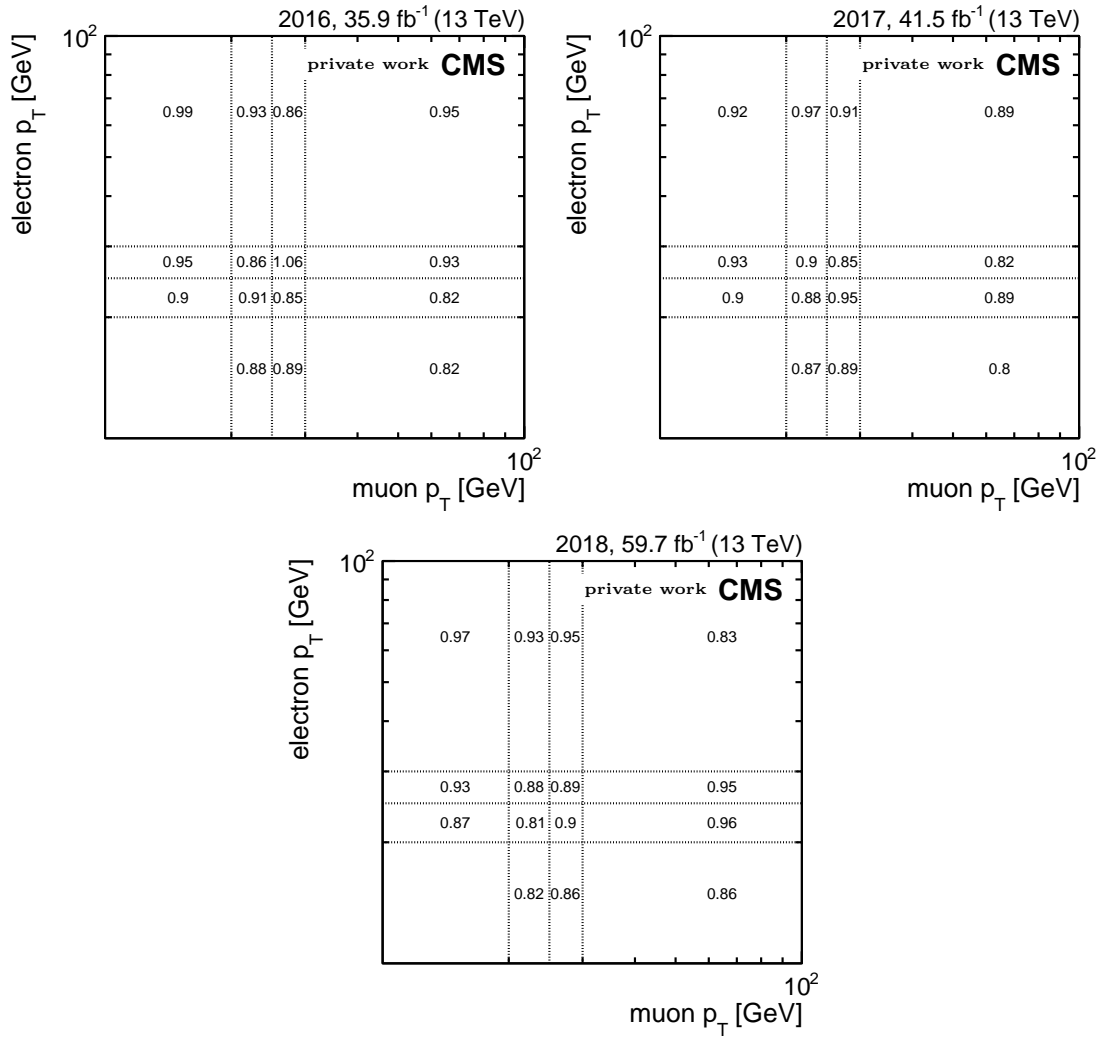 2016, 35.9 fb⁻¹ (13 TeV)
10²
electron p_T [GeV]
private work CMS
0.99 0.93 0.86 0.95
0.95 0.86 1.06 0.93
0.9 0.91 0.85 0.82
0.88 0.89 0.82
10²
muon p_T [GeV]
2017, 41.5 fb⁻¹ (13 TeV)
10²
electron p_T [GeV]
private work CMS
0.92 0.97 0.91 0.89
0.93 0.9 0.85 0.82
0.9 0.88 0.95 0.89
0.87 0.89 0.8
10²
muon p_T [GeV]
2018, 59.7 fb⁻¹ (13 TeV)
10²
electron p_T [GeV]
private work CMS
0.97 0.93 0.95 0.83
0.93 0.88 0.89 0.95
0.87 0.81 0.9 0.96
0.82 0.86 0.86
10²
muon p_T [GeV]